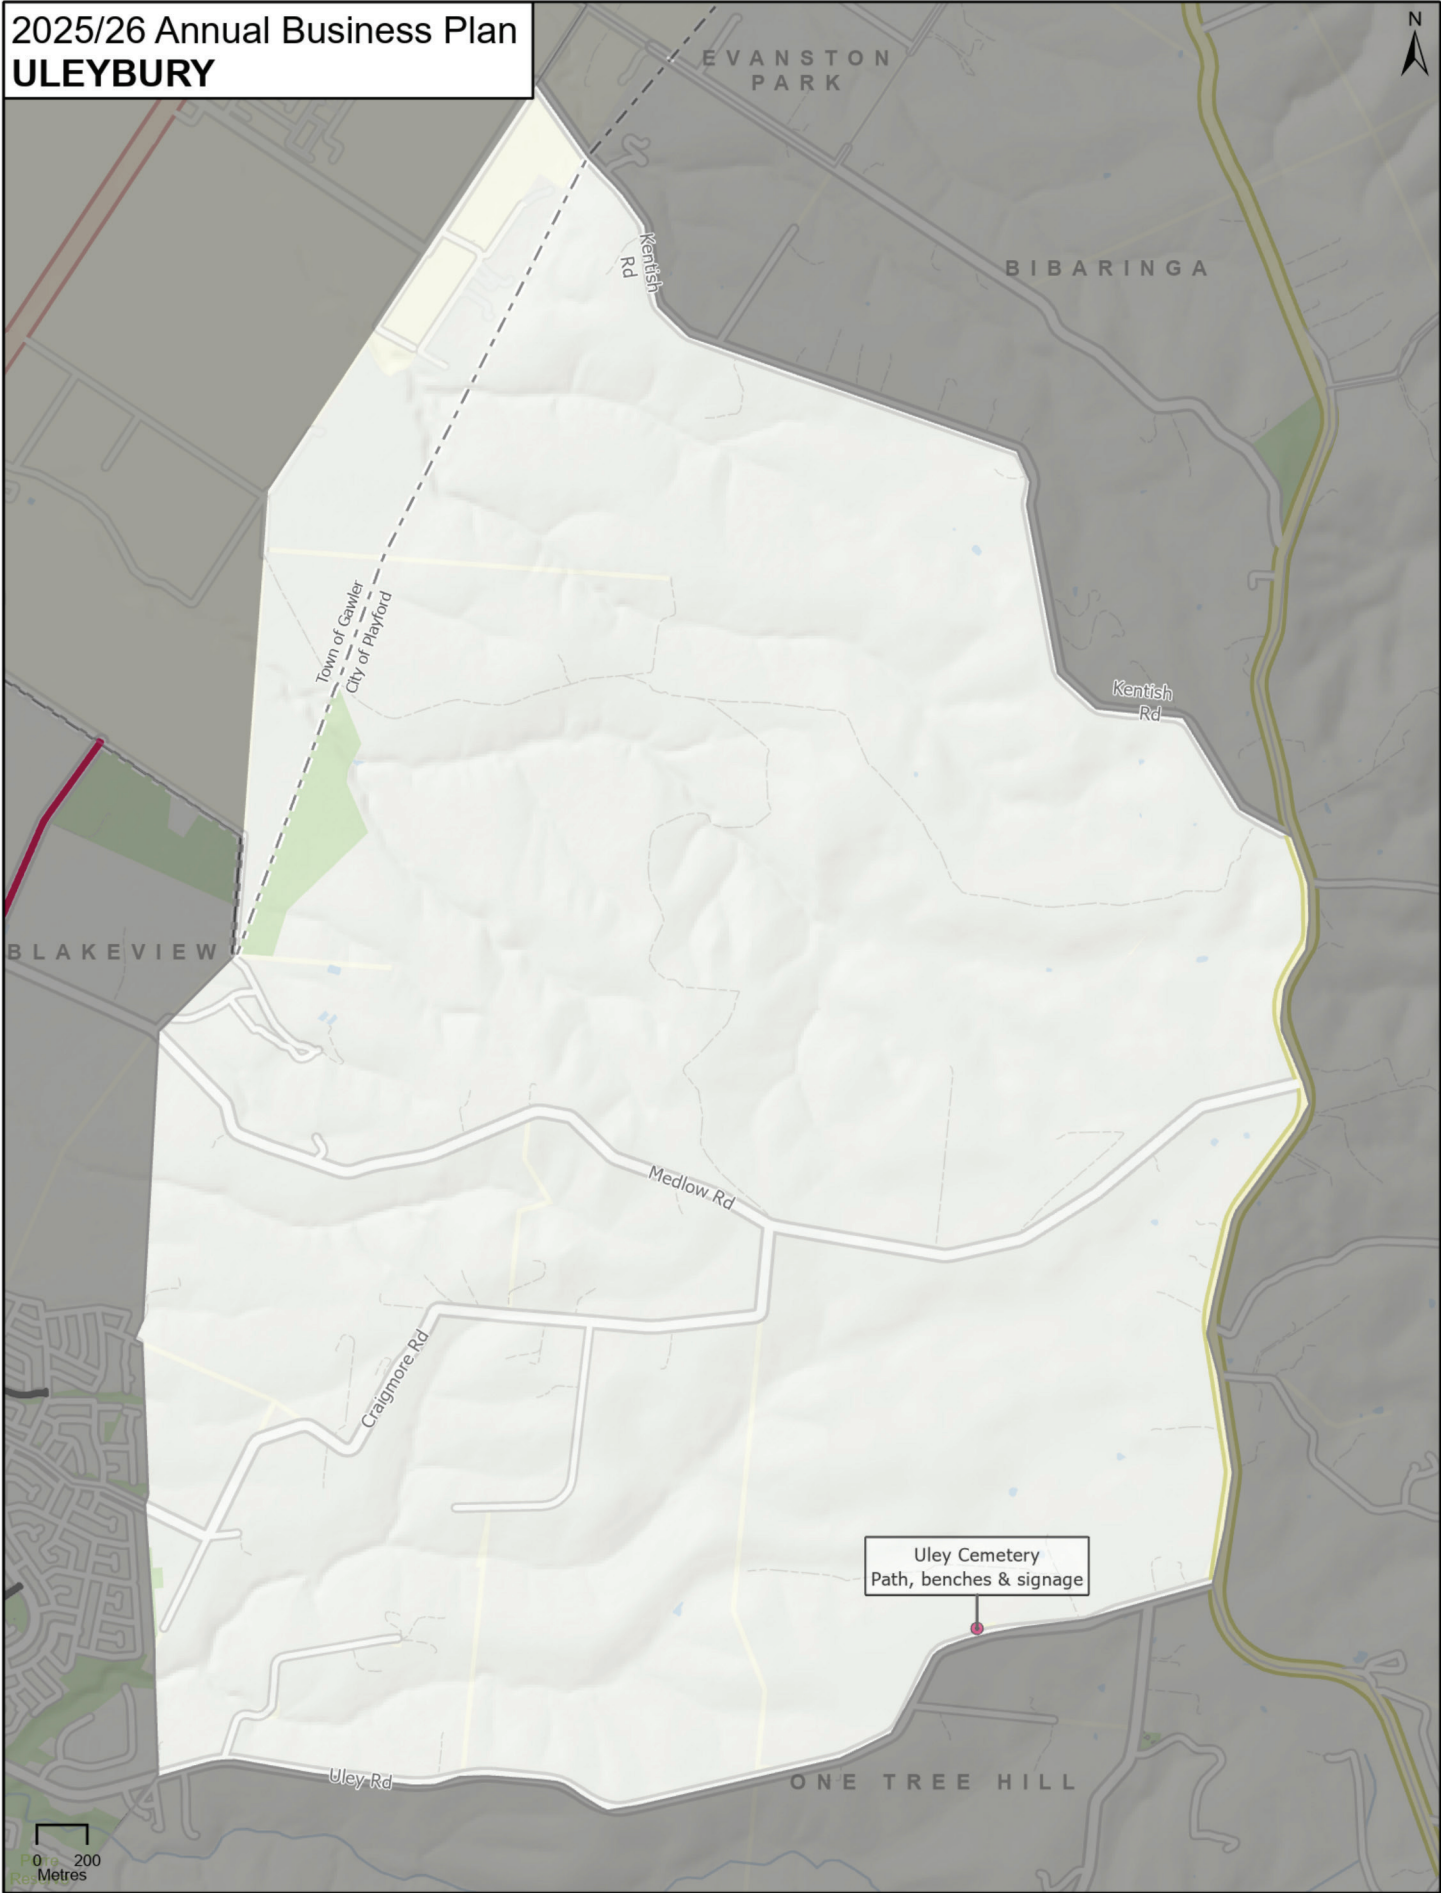 2025/26 Annual Business Plan
ULEYBURY
N
EVANSTON
PARK
BIBARINGA
Kentish
Rd
Town of Gawler
City of Playford
Kentish
Rd
BLAKEVIEW
Medlow Rd
Craigmore Rd
Uley Cemetery
Path, benches & signage
Uley Rd
ONE TREE HILL
0 200
Metres